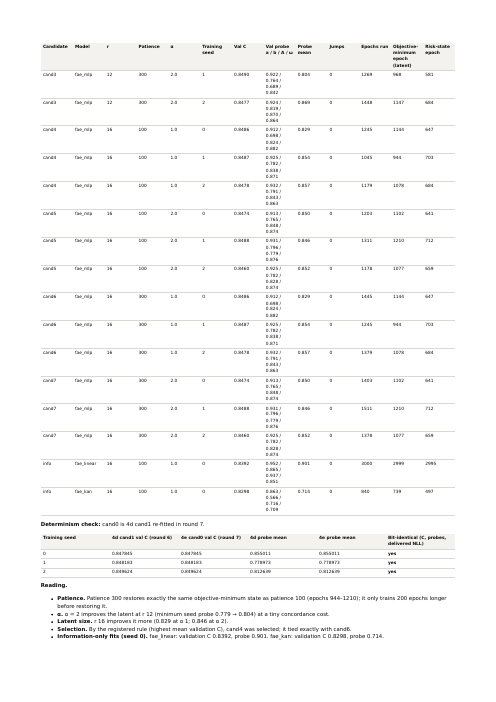 Candidate Model r Patience α Training seed Val C Val probe a / b / A / ω Probe mean Jumps Epochs run Objective-minimum epoch (latent) Risk-state epoch
cand3 fae_mlp 12 300 2.0 1 0.8490 0.922 / 0.764 / 0.689 / 0.842 0.804 0 1269 968 581
cand3 fae_mlp 12 300 2.0 2 0.8477 0.924 / 0.819 / 0.870 / 0.864 0.869 0 1448 1147 684
cand4 fae_mlp 16 100 1.0 0 0.8486 0.912 / 0.698 / 0.824 / 0.882 0.829 0 1245 1144 647
cand4 fae_mlp 16 100 1.0 1 0.8487 0.925 / 0.782 / 0.838 / 0.871 0.854 0 1045 944 703
cand4 fae_mlp 16 100 1.0 2 0.8478 0.932 / 0.791 / 0.843 / 0.863 0.857 0 1179 1078 684
cand5 fae_mlp 16 100 2.0 0 0.8474 0.913 / 0.765 / 0.848 / 0.874 0.850 0 1203 1102 641
cand5 fae_mlp 16 100 2.0 1 0.8488 0.931 / 0.796 / 0.779 / 0.876 0.846 0 1311 1210 712
cand5 fae_mlp 16 100 2.0 2 0.8460 0.925 / 0.782 / 0.828 / 0.874 0.852 0 1178 1077 659
cand6 fae_mlp 16 300 1.0 0 0.8486 0.912 / 0.698 / 0.824 / 0.882 0.829 0 1445 1144 647
cand6 fae_mlp 16 300 1.0 1 0.8487 0.925 / 0.782 / 0.838 / 0.871 0.854 0 1245 944 703
cand6 fae_mlp 16 300 1.0 2 0.8478 0.932 / 0.791 / 0.843 / 0.863 0.857 0 1379 1078 684
cand7 fae_mlp 16 300 2.0 0 0.8474 0.913 / 0.765 / 0.848 / 0.874 0.850 0 1403 1102 641
cand7 fae_mlp 16 300 2.0 1 0.8488 0.931 / 0.796 / 0.779 / 0.876 0.846 0 1511 1210 712
cand7 fae_mlp 16 300 2.0 2 0.8460 0.925 / 0.782 / 0.828 / 0.874 0.852 0 1378 1077 659
info fae_linear 16 100 1.0 0 0.8392 0.952 / 0.865 / 0.937 / 0.851 0.901 0 3000 2999 2995
info fae_kan 16 100 1.0 0 0.8298 0.863 / 0.566 / 0.716 / 0.709 0.714 0 840 739 497
Determinism check: cand0 is 4d cand1 re-fitted in round 7.
Training seed 4d cand1 val C (round 6) 4e cand0 val C (round 7) 4d probe mean 4e probe mean Bit-identical (C, probes, delivered NLL)
0 0.847845 0.847845 0.855011 0.855011 yes
1 0.848183 0.848183 0.778973 0.778973 yes
2 0.849624 0.849624 0.812639 0.812639 yes
Reading.
• Patience. Patience 300 restores exactly the same objective-minimum state as patience 100 (epochs 944–1210); it only trains 200 epochs longer
before restoring it.
• α. α = 2 improves the latent at r 12 (minimum seed probe 0.779 → 0.804) at a tiny concordance cost.
• Latent size. r 16 improves it more (0.829 at α 1; 0.846 at α 2).
• Selection. By the registered rule (highest mean validation C), cand4 was selected; it tied exactly with cand6.
• Information-only fits (seed 0). fae_linear: validation C 0.8392, probe 0.901. fae_kan: validation C 0.8298, probe 0.714.